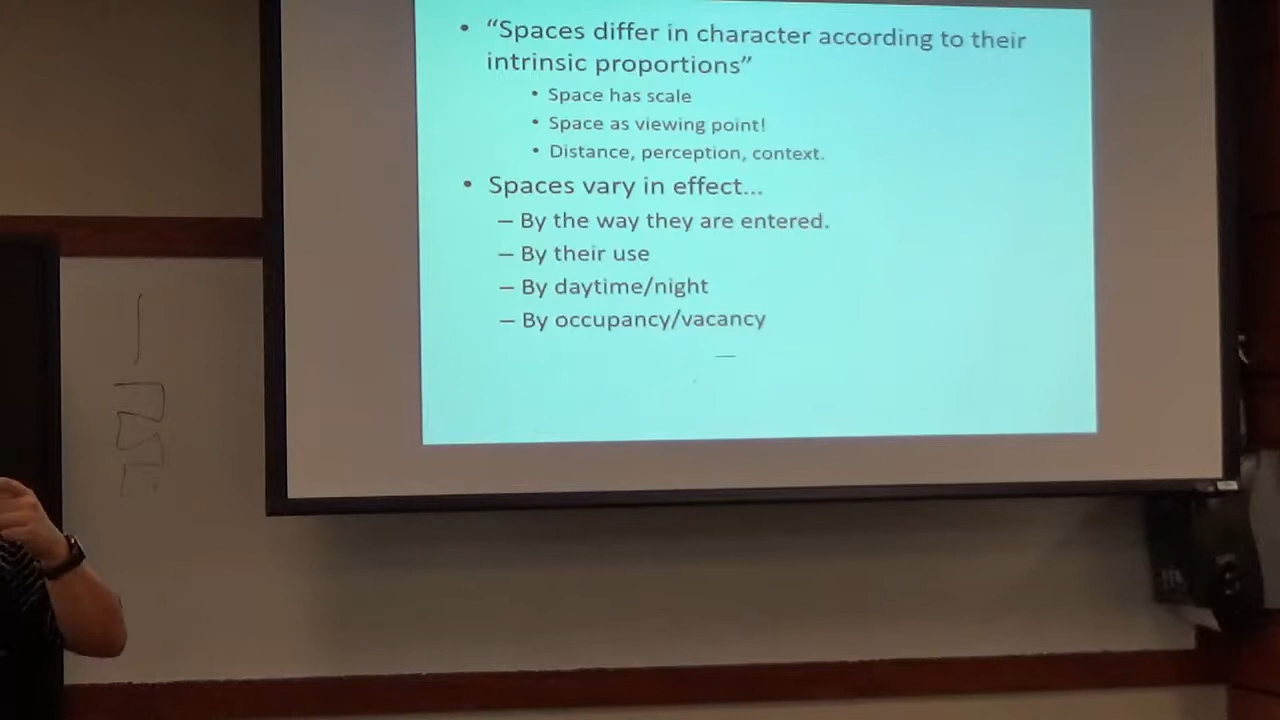 • “Spaces differ in character according to their
intrinsic proportions”
• Space has scale
• Space as viewing point!
• Distance, perception, context.
• Spaces vary in effect...
– By the way they are entered.
– By their use
– By daytime/night
– By occupancy/vacancy